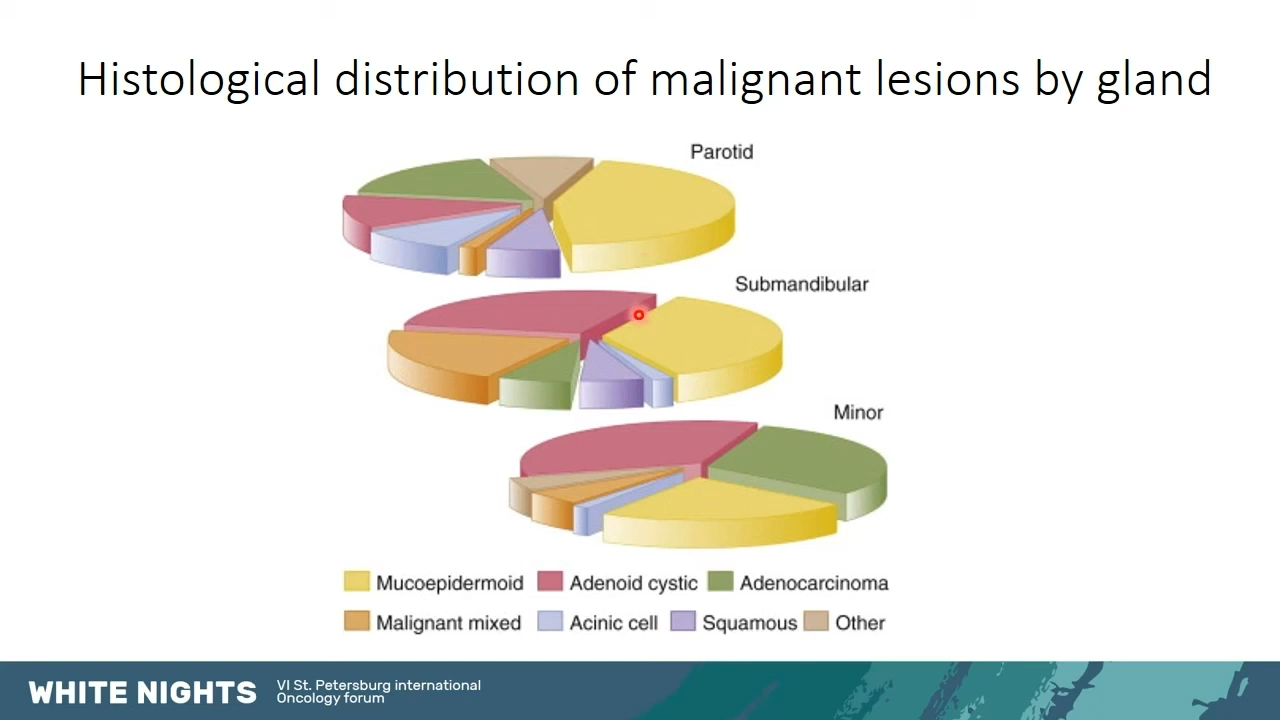 Histological distribution of malignant lesions by gland
Parotid
Submandibular
Minor
Mucoepidermoid Adenoid cystic Adenocarcinoma
Malignant mixed Acinic cell Squamous Other
WHITE NIGHTS
VI St. Petersburg international
Oncology forum